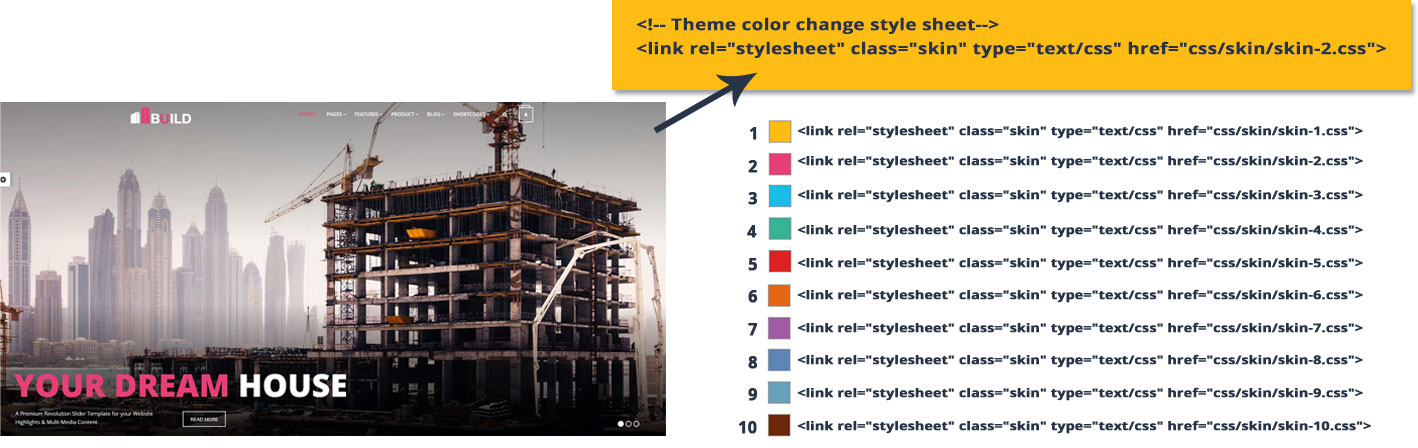 <!-- Theme color change style sheet-->
<link rel="stylesheet" class="skin" type="text/css" href="css/skin/skin-2.css">
BUILD
HOME PAGES FEATURES PRODUCT BLOG SHORTCODES
YOUR DREAM HOUSE
A Premium Revolution Slider Template for your Website
Highlights & Multi-Media Content.
READ MORE
1 <link rel="stylesheet" class="skin" type="text/css" href="css/skin/skin-1.css">
2 <link rel="stylesheet" class="skin" type="text/css" href="css/skin/skin-2.css">
3 <link rel="stylesheet" class="skin" type="text/css" href="css/skin/skin-3.css">
4 <link rel="stylesheet" class="skin" type="text/css" href="css/skin/skin-4.css">
5 <link rel="stylesheet" class="skin" type="text/css" href="css/skin/skin-5.css">
6 <link rel="stylesheet" class="skin" type="text/css" href="css/skin/skin-6.css">
7 <link rel="stylesheet" class="skin" type="text/css" href="css/skin/skin-7.css">
8 <link rel="stylesheet" class="skin" type="text/css" href="css/skin/skin-8.css">
9 <link rel="stylesheet" class="skin" type="text/css" href="css/skin/skin-9.css">
10 <link rel="stylesheet" class="skin" type="text/css" href="css/skin/skin-10.css">